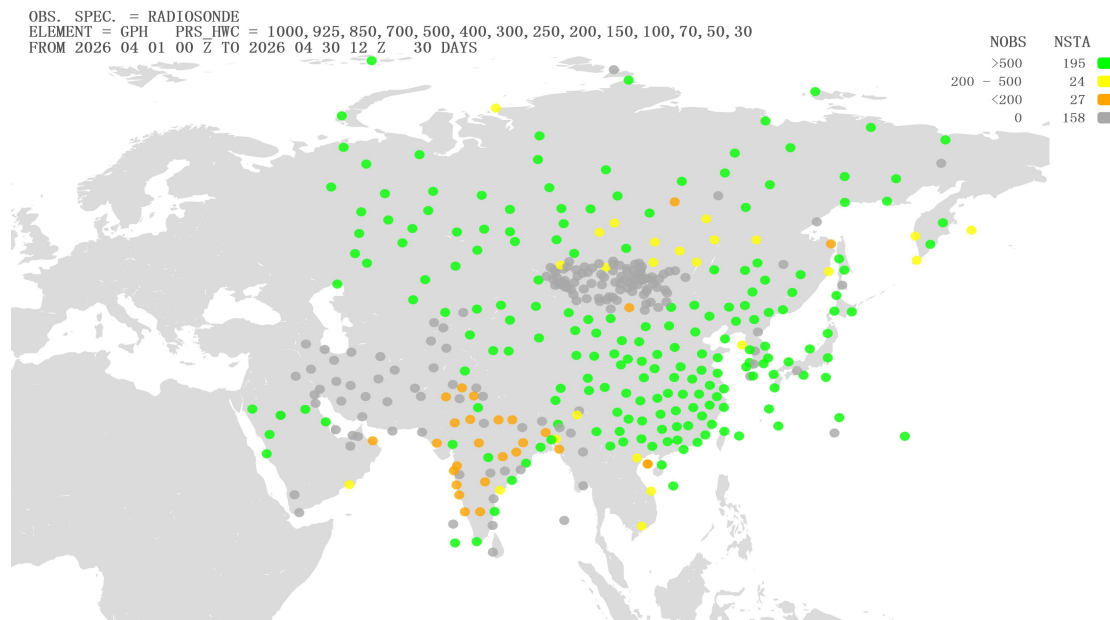 OBS. SPEC. = RADIOSONDE
ELEMENT = GPH PRS_HWC = 1000,925,850,700,500,400,300,250,200,150,100,70,50,30
FROM 2026 04 01 00 Z TO 2026 04 30 12 Z 30 DAYS
NOBS NSTA
>500 195
200 - 500 24
<200 27
0 158